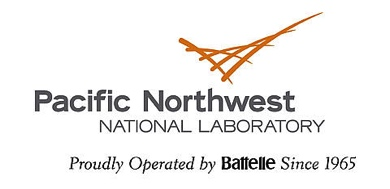 Pacific Northwest
NATIONAL LABORATORY
Proudly Operated by Battelle Since 1965